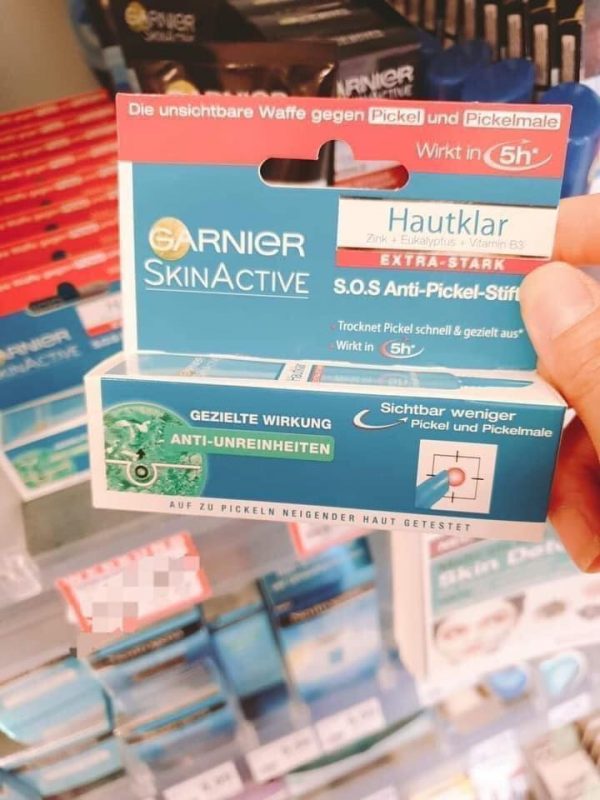 GARNIER
SKINACTIVE
Die unsichtbare Waffe gegen Pickel und Pickelmale
Wirkt in 5h*
GARNIER
SKINACTIVE
Hautklar
Zink + Eukalyptus + Vitamin B3
EXTRA-STARK
S.O.S Anti-Pickel-Stift
· Trocknet Pickel schnell & gezielt aus*
· Wirkt in 5h*
GEZIELTE WIRKUNG
ANTI-UNREINHEITEN
Sichtbar weniger
Pickel und Pickelmale
AUF ZU PICKELN NEIGENDER HAUT GETESTET
Skin